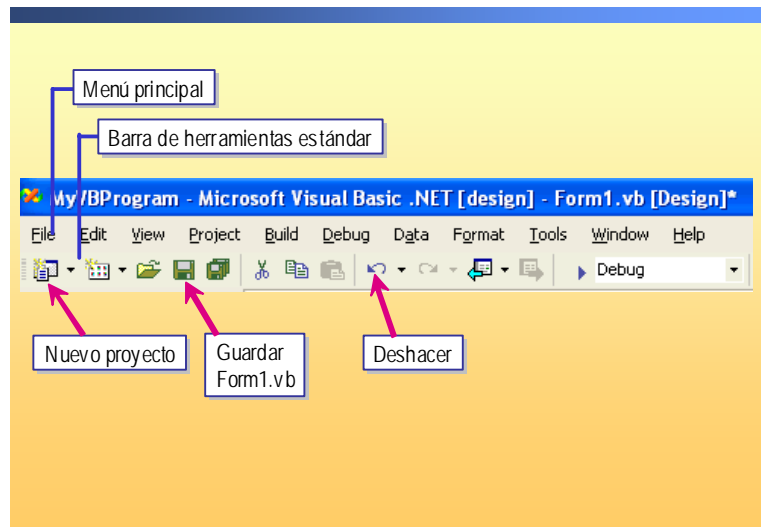 Menú principal
Barra de herramientas estándar
MyVBProgram - Microsoft Visual Basic .NET [design] - Form1.vb [Design]*
File Edit View Project Build Debug Data Format Tools Window Help
Debug
Nuevo proyecto
Guardar
Form1.vb
Deshacer